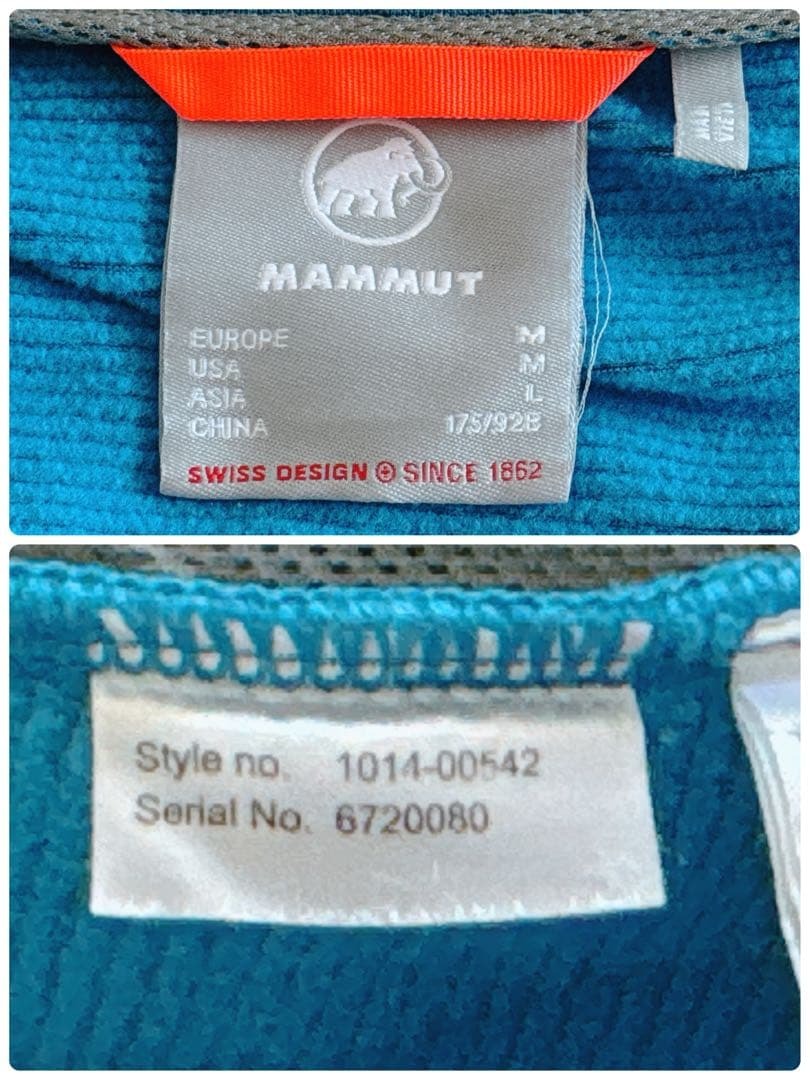 MAMMUT
EUROPE M
USA M
ASIA L
CHINA 175/92B
SWISS DESIGN SINCE 1862
Style no. 1014-00542
Serial No. 6720080